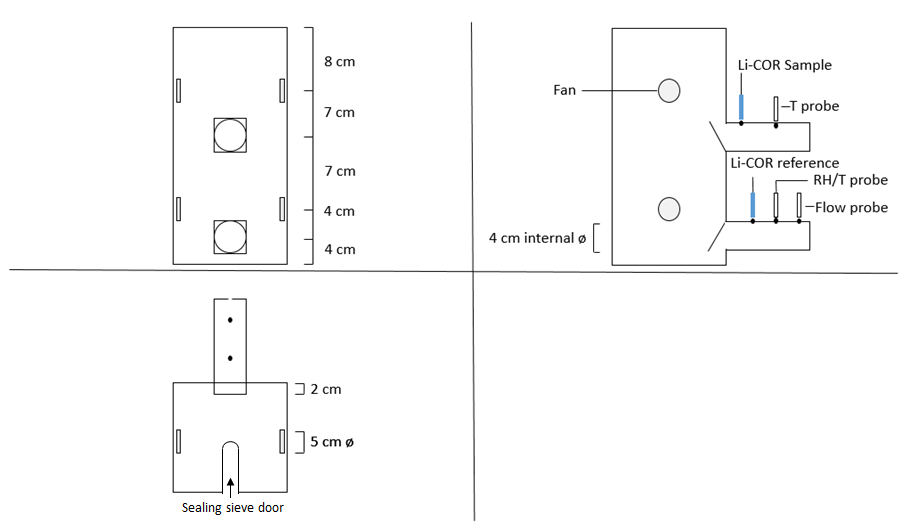 8 cm
7 cm
7 cm
4 cm
4 cm
Li-COR Sample
Fan
T probe
Li-COR reference
RH/T probe
Flow probe
4 cm internal ø
2 cm
5 cm ø
Sealing sieve door